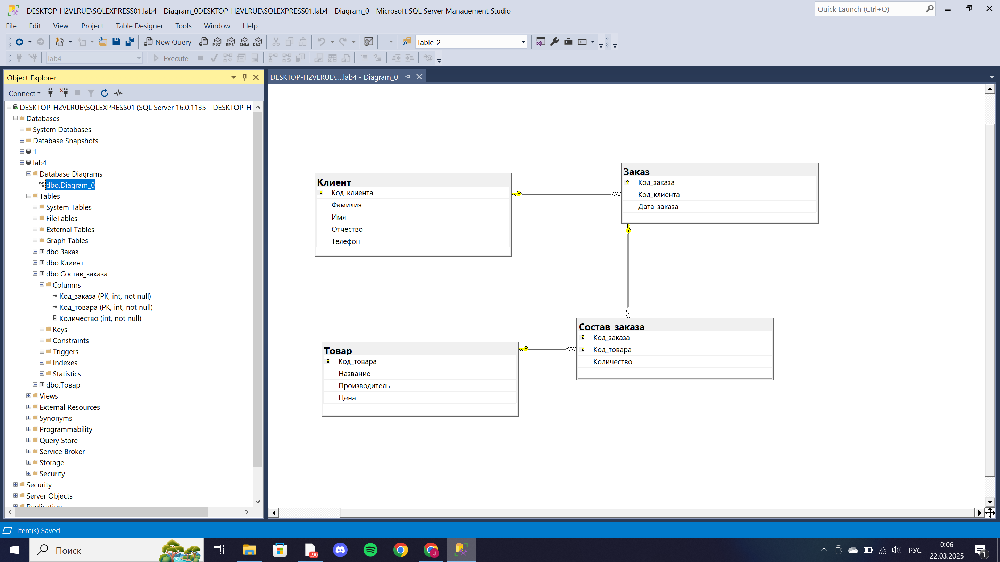 DESKTOP-H2VLRUE\SQLEXPRESS01.lab4 - Diagram_0DESKTOP-H2VLRUE\SQLEXPRESS01.lab4 - Diagram_0 - Microsoft SQL Server Management Studio
Quick Launch (Ctrl+Q)
File Edit View Project Table Designer Tools Window Help
New Query MDX DMX XMLA DAX Table_2
lab4 Execute
Object Explorer
Connect
DESKTOP-H2VLRUE\SQLEXPRESS01 (SQL Server 16.0.1135 - DESKTOP-H
Databases
System Databases
Database Snapshots
1
lab4
Database Diagrams
dbo.Diagram_0
Tables
System Tables
FileTables
External Tables
Graph Tables
dbo.Заказ
dbo.Клиент
dbo.Состав_заказа
Columns
Код_заказа (PK, int, not null)
Код_товара (PK, int, not null)
Количество (int, not null)
Keys
Constraints
Triggers
Indexes
Statistics
dbo.Товар
Views
External Resources
Synonyms
Programmability
Query Store
Service Broker
Storage
Security
Security
Server Objects
Replication
DESKTOP-H2VLRUE\....lab4 - Diagram_0
Клиент
Код_клиента
Фамилия
Имя
Отчество
Телефон
Заказ
Код_заказа
Код_клиента
Дата_заказа
Товар
Код_товара
Название
Производитель
Цена
Состав_заказа
Код_заказа
Код_товара
Количество
Item(s) Saved
Поиск
..90
J
РУС
0:06
22.03.2025
1